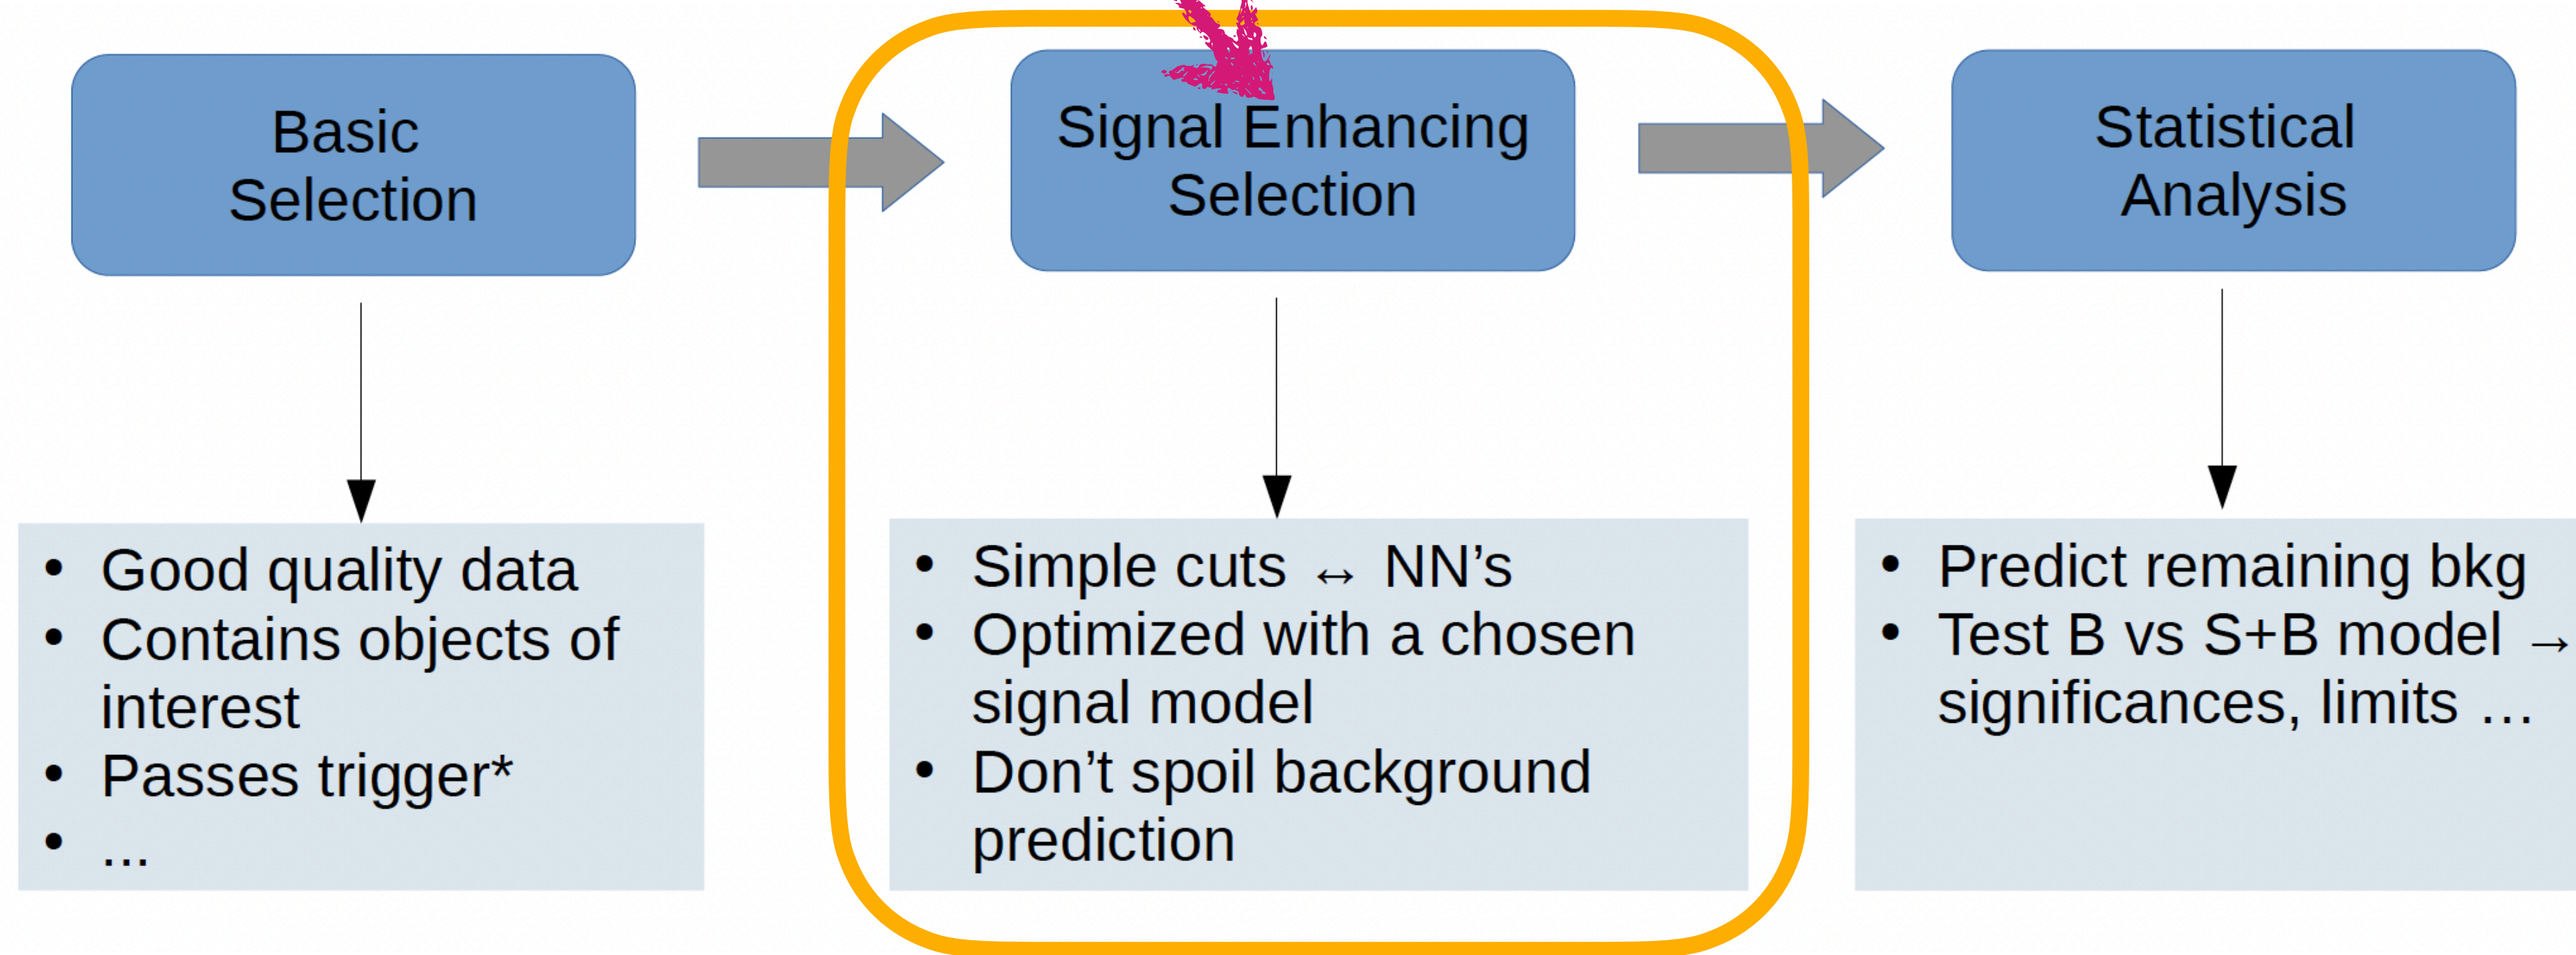 Basic
Selection
Signal Enhancing
Selection
Statistical
Analysis
• Good quality data
• Contains objects of
interest
• Passes trigger*
• ...
• Simple cuts ↔ NN’s
• Optimized with a chosen
signal model
• Don’t spoil background
prediction
• Predict remaining bkg
• Test B vs S+B model →
significances, limits …